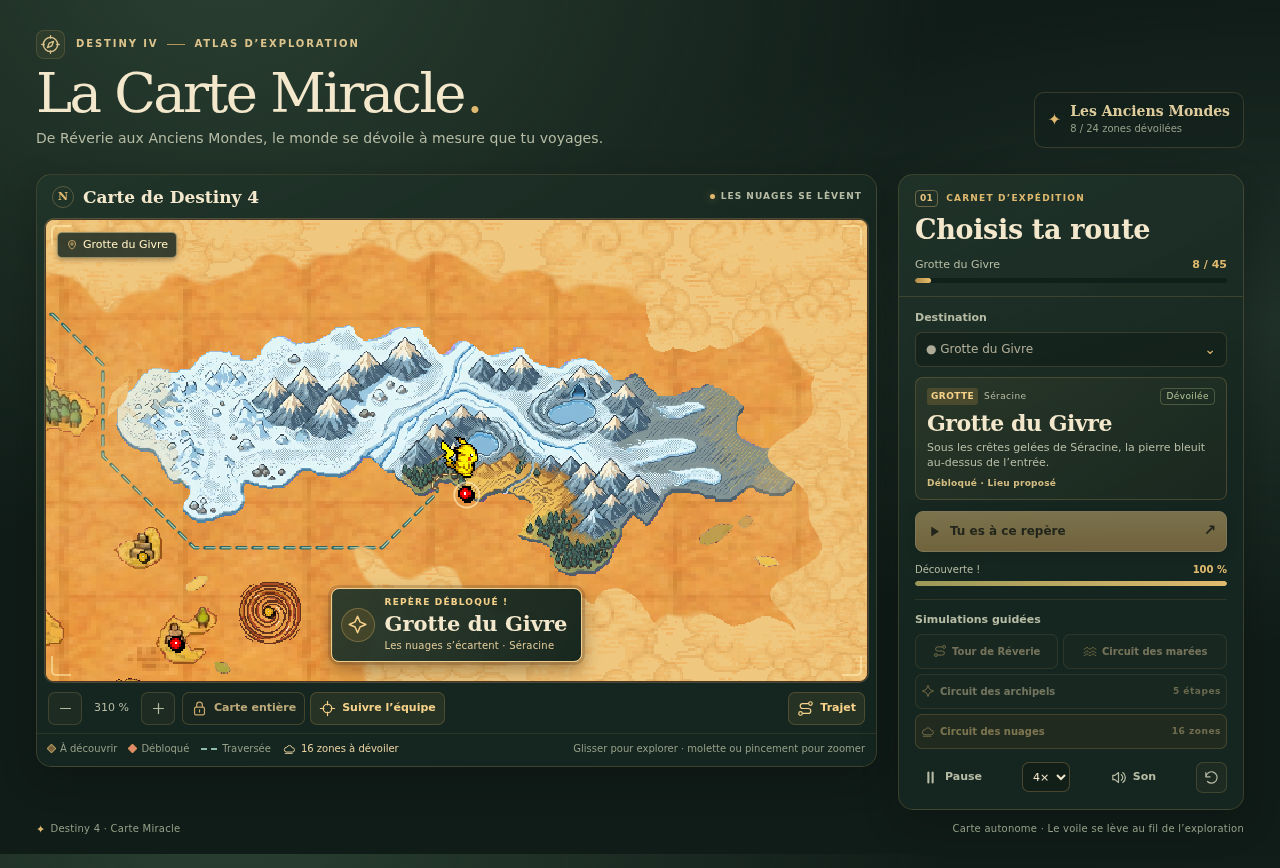 DESTINY IV — ATLAS D’EXPLORATION
La Carte Miracle.
De Réverie aux Anciens Mondes, le monde se dévoile à mesure que tu voyages.
Les Anciens Mondes
8 / 24 zones dévoilées
N Carte de Destiny 4
LES NUAGES SE LÈVENT
Grotte du Givre
REPÈRE DÉBLOQUÉ !
Grotte du Givre
Les nuages s’écartent · Séracine
310 %
Carte entière
Suivre l’équipe
Trajet
À découvrir
Débloqué
Traversée
16 zones à dévoiler
Glisser pour explorer · molette ou pincement pour zoomer
01 CARNET D’EXPÉDITION
Choisis ta route
Grotte du Givre 8 / 45
Destination
Grotte du Givre
GROTTE Séracine Dévoilée
Grotte du Givre
Sous les crêtes gelées de Séracine, la pierre bleuit
au-dessus de l’entrée.
Débloqué · Lieu proposé
Tu es à ce repère
Découverte ! 100 %
Simulations guidées
Tour de Réverie
Circuit des marées
Circuit des archipels 5 étapes
Circuit des nuages 16 zones
Pause
4×
Son
Destiny 4 · Carte Miracle
Carte autonome · Le voile se lève au fil de l’exploration